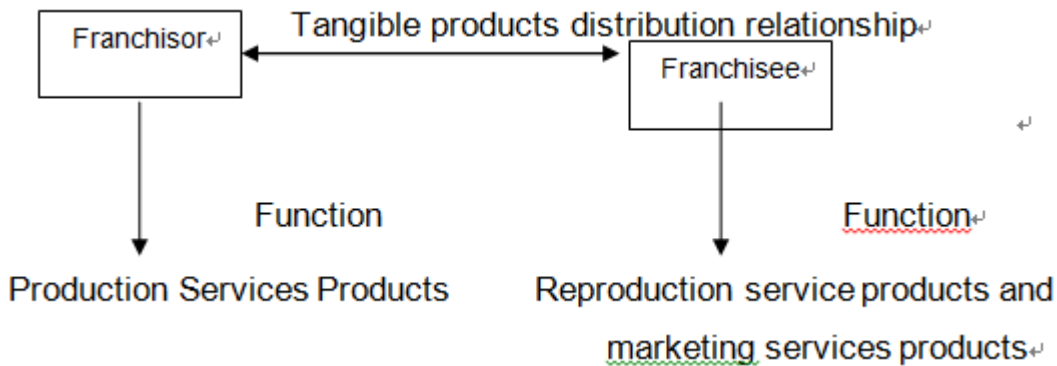 Tangible products distribution relationship
Franchisor
Franchisee
Function
Function
Production Services Products
Reproduction service products and
marketing services products